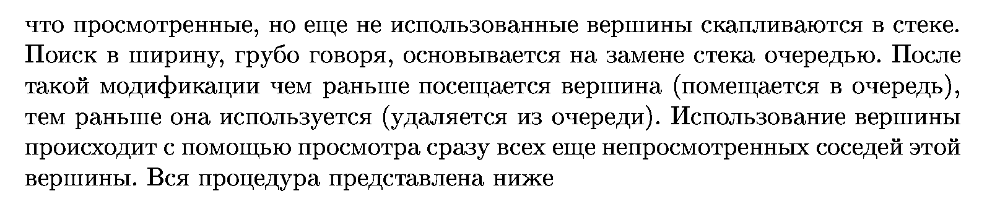 что просмотренные, но еще не использованные вершины скапливаются в стеке.
Поиск в ширину, грубо говоря, основывается на замене стека очередью. После
такой модификации чем раньше посещается вершина (помещается в очередь),
тем раньше она используется (удаляется из очереди). Использование вершины
происходит с помощью просмотра сразу всех еще непросмотренных соседей этой
вершины. Вся процедура представлена ниже